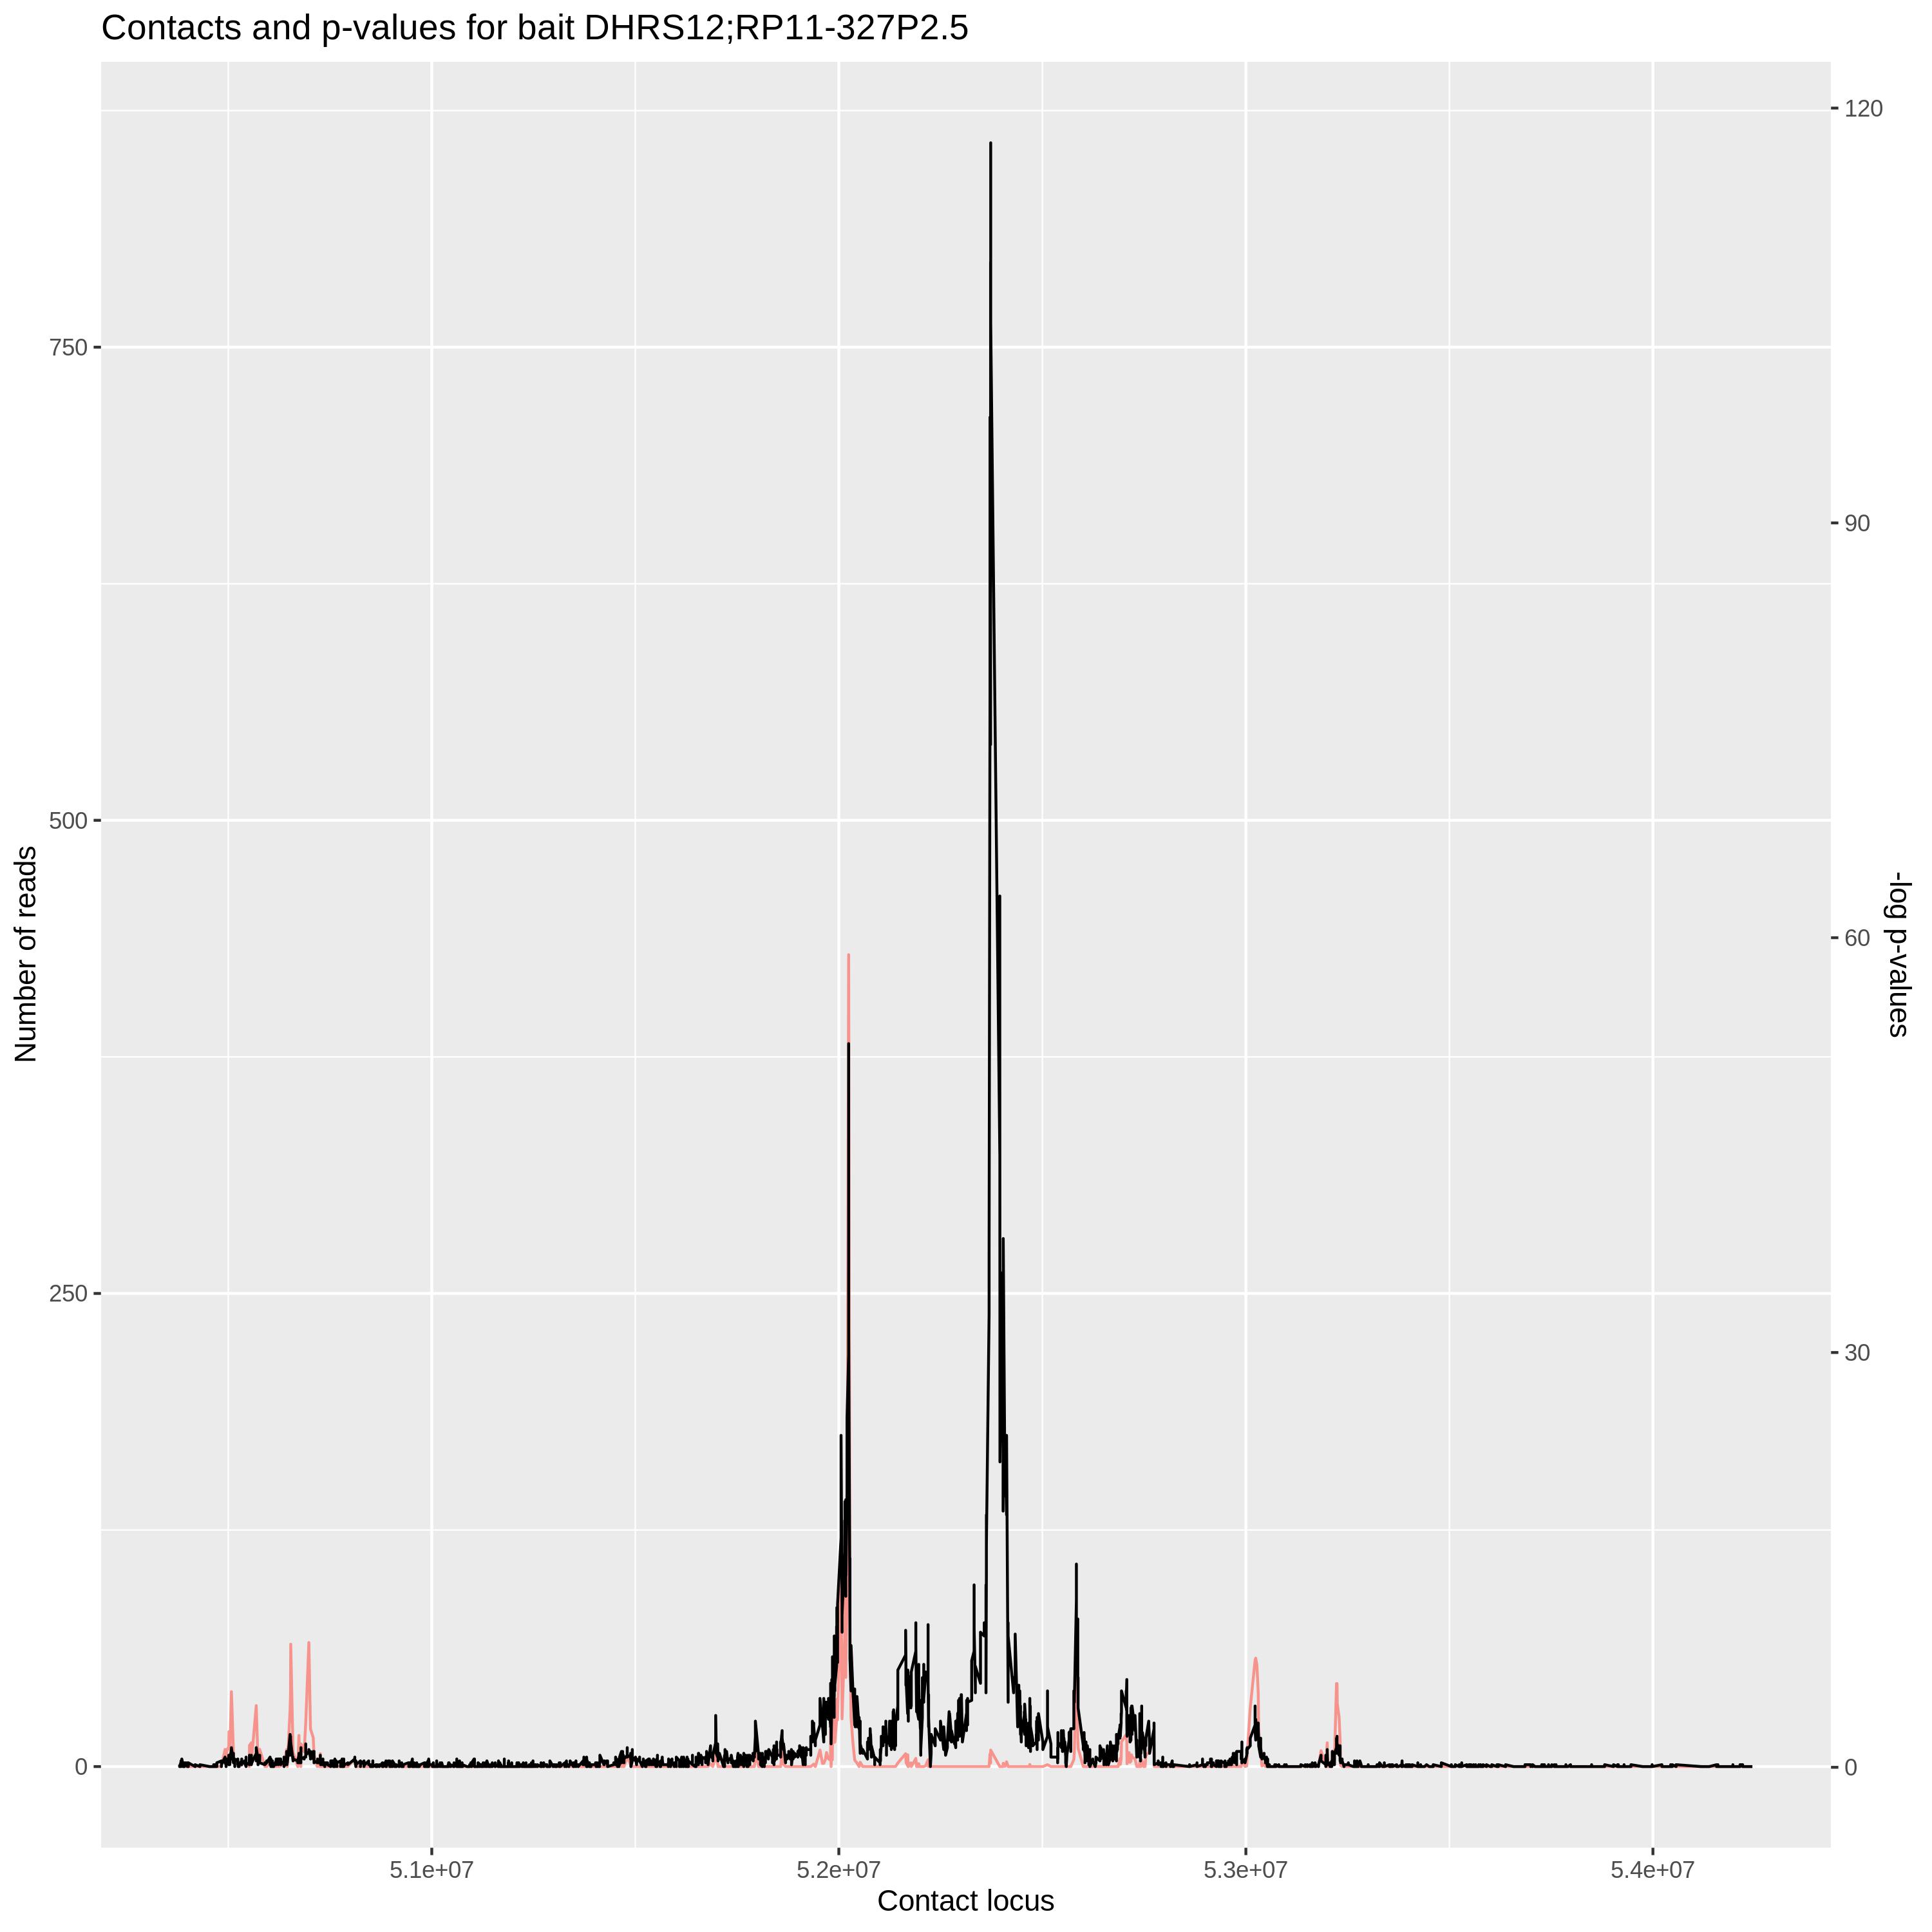 Contacts and p-values for bait DHRS12;RP11-327P2.5
120
750
90
500
Number of reads
60
-log p-values
250
30
0
0
5.1e+07
5.2e+07
5.3e+07
5.4e+07
Contact locus